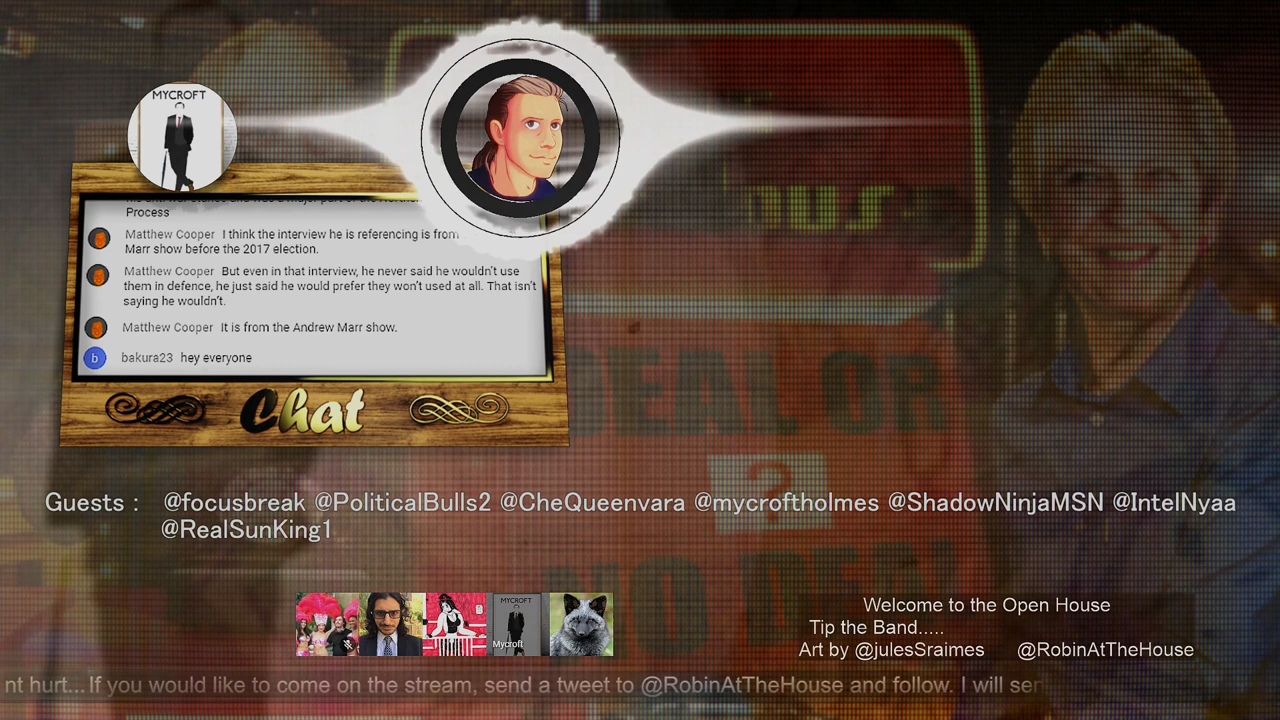 MYCROFT
Process
Matthew Cooper I think the interview he is referencing is from
Marr show before the 2017 election.
Matthew Cooper But even in that interview, he never said he wouldn't use
them in defence, he just said he would prefer they won't used at all. That isn't
saying he wouldn't.
Matthew Cooper It is from the Andrew Marr show.
b bakura23 hey everyone
Chat
DEAL OR
?
NO DEAL
Guests : @focusbreak @PoliticalBulls2 @CheQueenvara @mycroftholmes @ShadowNinjaMSN @IntelNyaa
@RealSunKing1
MYCROFT
Mycroft
Welcome to the Open House
Tip the Band.....
Art by @julesSraimes @RobinAtTheHouse
nt hurt... If you would like to come on the stream, send a tweet to @RobinAtTheHouse and follow. I will sen